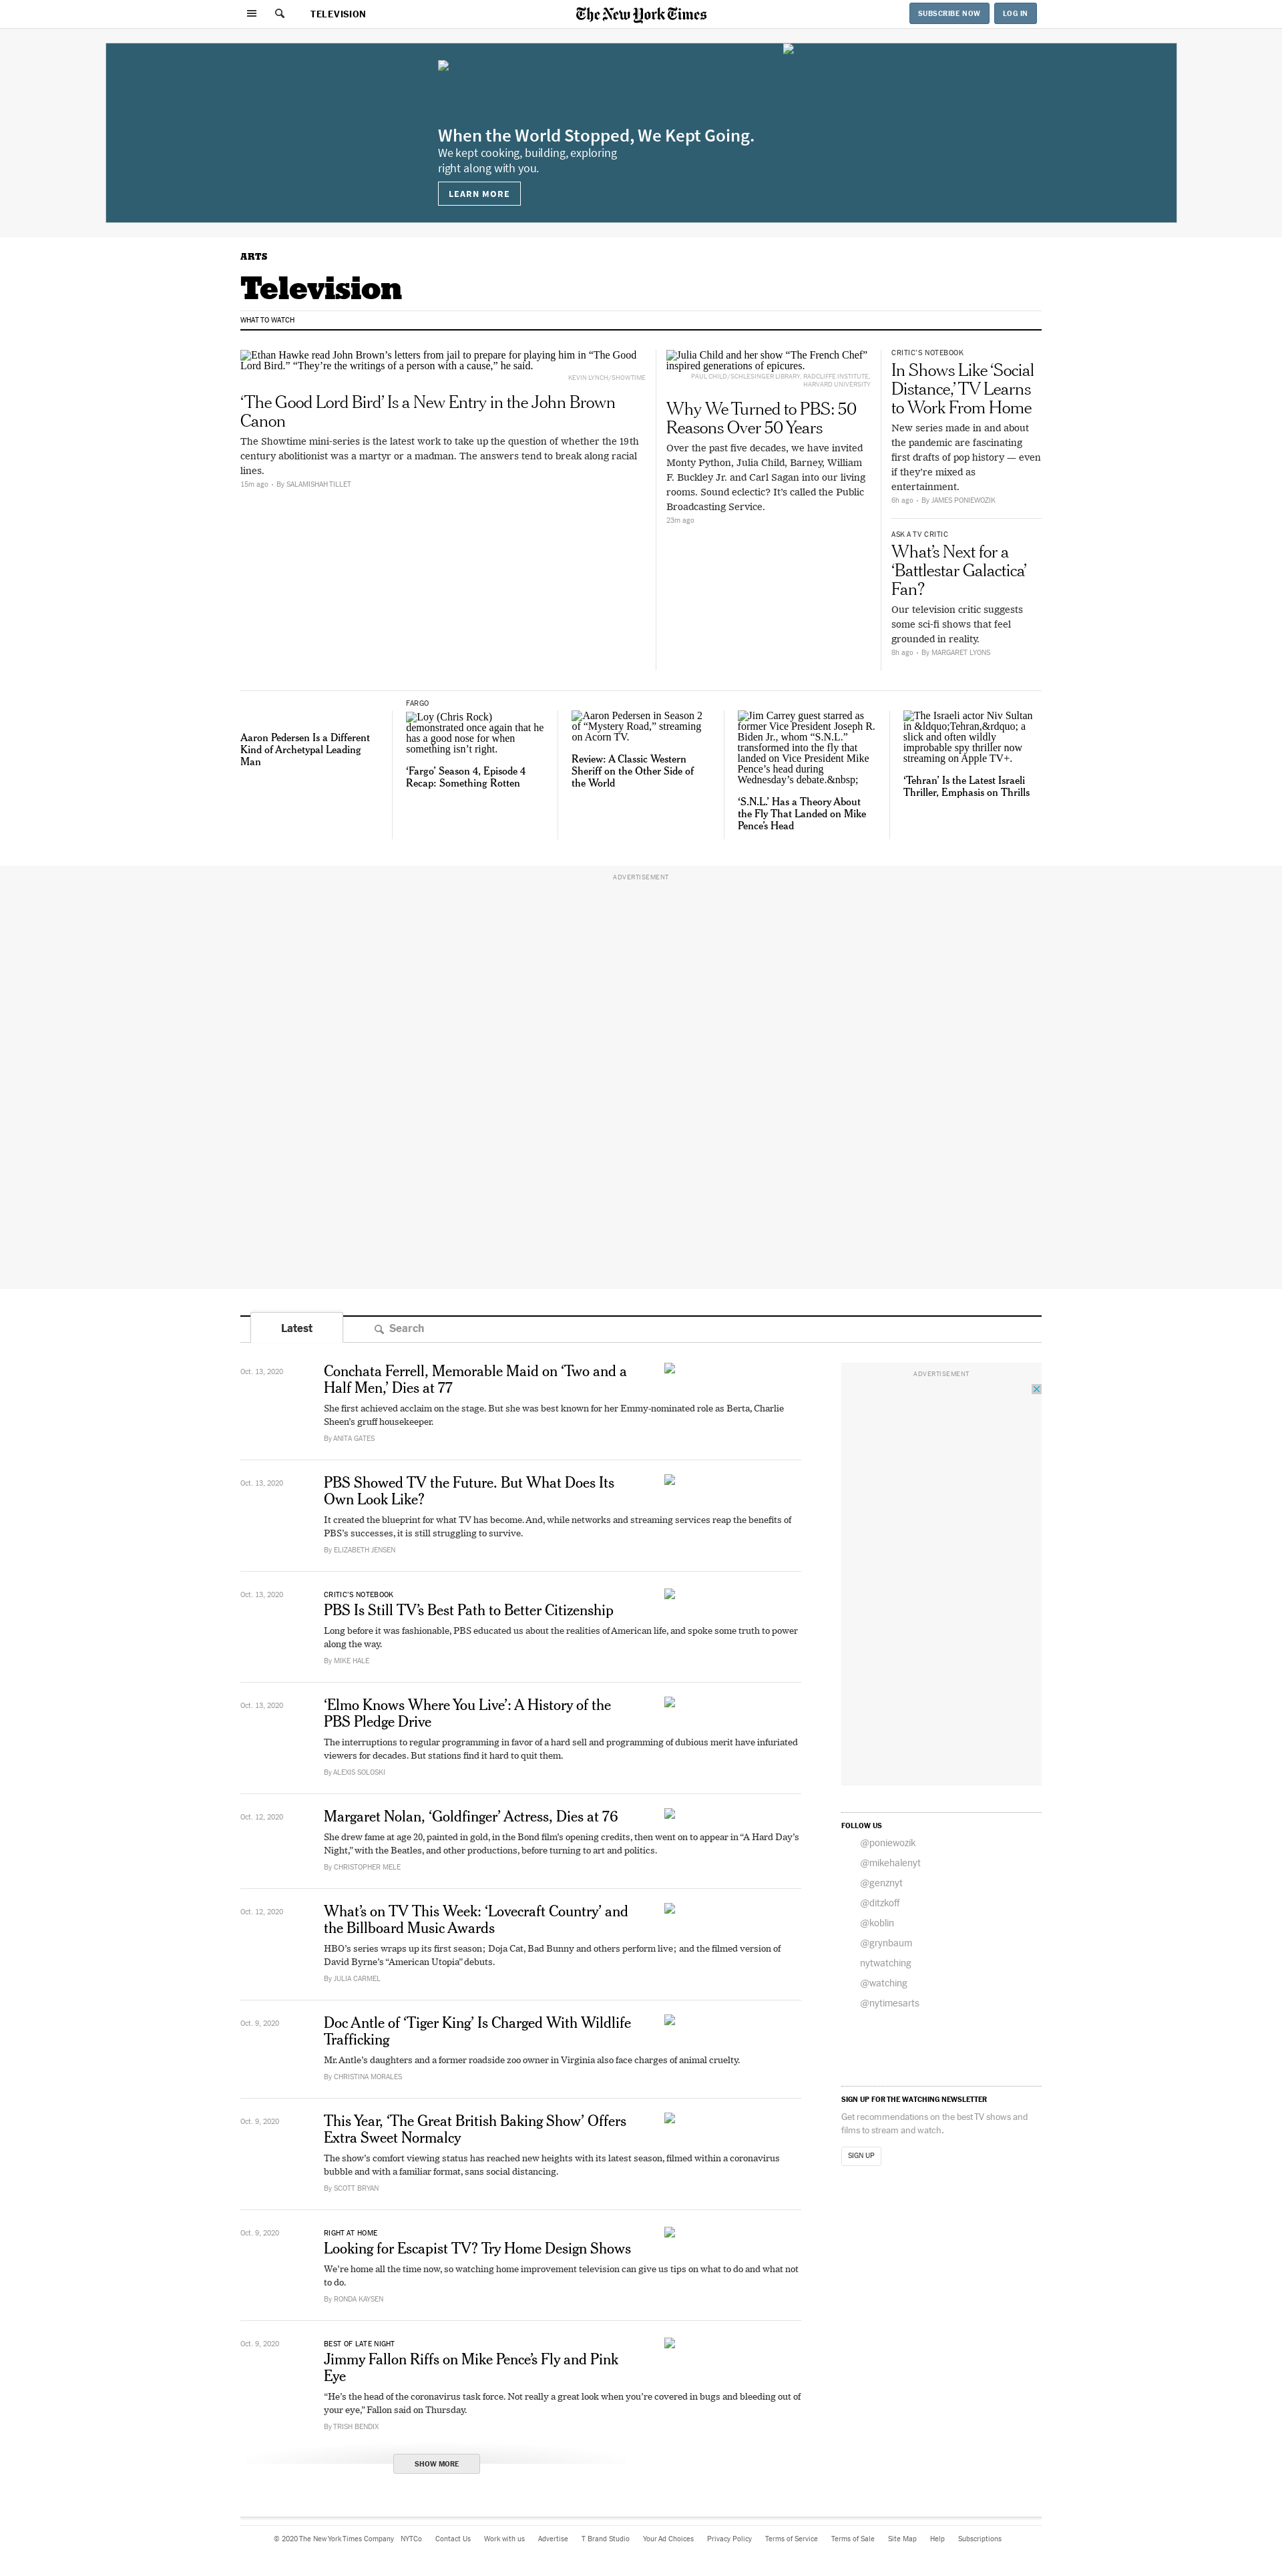 TELEVISION
The New York Times
SUBSCRIBE NOW
LOG IN
When the World Stopped, We Kept Going.
We kept cooking, building, exploring
right along with you.
LEARN MORE
ARTS
Television
WHAT TO WATCH
Ethan Hawke read John Brown’s letters from jail to prepare for playing him in “The Good
Lord Bird.” “They’re the writings of a person with a cause,” he said.
KEVIN LYNCH/SHOWTIME
‘The Good Lord Bird’ Is a New Entry in the John Brown
Canon
The Showtime mini-series is the latest work to take up the question of whether the 19th
century abolitionist was a martyr or a madman. The answers tend to break along racial
lines.
15m ago • By SALAMISHAH TILLET
Julia Child and her show “The French Chef”
inspired generations of epicures.
PAUL CHILD/SCHLESINGER LIBRARY, RADCLIFFE INSTITUTE,
HARVARD UNIVERSITY
Why We Turned to PBS: 50
Reasons Over 50 Years
Over the past five decades, we have invited
Monty Python, Julia Child, Barney, William
F. Buckley Jr. and Carl Sagan into our living
rooms. Sound eclectic? It’s called the Public
Broadcasting Service.
23m ago
CRITIC’S NOTEBOOK
In Shows Like ‘Social
Distance,’ TV Learns
to Work From Home
New series made in and about
the pandemic are fascinating
first drafts of pop history — even
if they’re mixed as
entertainment.
6h ago • By JAMES PONIEWOZIK
ASK A TV CRITIC
What’s Next for a
‘Battlestar Galactica’
Fan?
Our television critic suggests
some sci-fi shows that feel
grounded in reality.
8h ago • By MARGARET LYONS
Aaron Pedersen Is a Different
Kind of Archetypal Leading
Man
FARGO
Loy (Chris Rock)
demonstrated once again that he
has a good nose for when
something isn’t right.
‘Fargo’ Season 4, Episode 4
Recap: Something Rotten
Aaron Pedersen in Season 2
of “Mystery Road,” streaming
on Acorn TV.
Review: A Classic Western
Sheriff on the Other Side of
the World
Jim Carrey guest starred as
former Vice President Joseph R.
Biden Jr., whom “S.N.L.”
transformed into the fly that
landed on Vice President Mike
Pence’s head during
Wednesday’s debate.&nbsp;
‘S.N.L.’ Has a Theory About
the Fly That Landed on Mike
Pence’s Head
The Israeli actor Niv Sultan
in &ldquo;Tehran,&rdquo; a
slick and often wildly
improbable spy thriller now
streaming on Apple TV+.
‘Tehran’ Is the Latest Israeli
Thriller, Emphasis on Thrills
ADVERTISEMENT
Latest
Search
Oct. 13, 2020
Conchata Ferrell, Memorable Maid on ‘Two and a
Half Men,’ Dies at 77
She first achieved acclaim on the stage. But she was best known for her Emmy-nominated role as Berta, Charlie
Sheen’s gruff housekeeper.
By ANITA GATES
Oct. 13, 2020
PBS Showed TV the Future. But What Does Its
Own Look Like?
It created the blueprint for what TV has become. And, while networks and streaming services reap the benefits of
PBS’s successes, it is still struggling to survive.
By ELIZABETH JENSEN
Oct. 13, 2020
CRITIC’S NOTEBOOK
PBS Is Still TV’s Best Path to Better Citizenship
Long before it was fashionable, PBS educated us about the realities of American life, and spoke some truth to power
along the way.
By MIKE HALE
Oct. 13, 2020
‘Elmo Knows Where You Live’: A History of the
PBS Pledge Drive
The interruptions to regular programming in favor of a hard sell and programming of dubious merit have infuriated
viewers for decades. But stations find it hard to quit them.
By ALEXIS SOLOSKI
Oct. 12, 2020
Margaret Nolan, ‘Goldfinger’ Actress, Dies at 76
She drew fame at age 20, painted in gold, in the Bond film’s opening credits, then went on to appear in “A Hard Day’s
Night,” with the Beatles, and other productions, before turning to art and politics.
By CHRISTOPHER MELE
Oct. 12, 2020
What’s on TV This Week: ‘Lovecraft Country’ and
the Billboard Music Awards
HBO’s series wraps up its first season; Doja Cat, Bad Bunny and others perform live; and the filmed version of
David Byrne’s “American Utopia” debuts.
By JULIA CARMEL
Oct. 9, 2020
Doc Antle of ‘Tiger King’ Is Charged With Wildlife
Trafficking
Mr. Antle’s daughters and a former roadside zoo owner in Virginia also face charges of animal cruelty.
By CHRISTINA MORALES
Oct. 9, 2020
This Year, ‘The Great British Baking Show’ Offers
Extra Sweet Normalcy
The show’s comfort viewing status has reached new heights with its latest season, filmed within a coronavirus
bubble and with a familiar format, sans social distancing.
By SCOTT BRYAN
Oct. 9, 2020
RIGHT AT HOME
Looking for Escapist TV? Try Home Design Shows
We’re home all the time now, so watching home improvement television can give us tips on what to do and what not
to do.
By RONDA KAYSEN
Oct. 9, 2020
BEST OF LATE NIGHT
Jimmy Fallon Riffs on Mike Pence’s Fly and Pink
Eye
“He’s the head of the coronavirus task force. Not really a great look when you’re covered in bugs and bleeding out of
your eye,” Fallon said on Thursday.
By TRISH BENDIX
SHOW MORE
ADVERTISEMENT
FOLLOW US
@poniewozik
@mikehalenyt
@genznyt
@ditzkoff
@koblin
@grynbaum
nytwatching
@watching
@nytimesarts
SIGN UP FOR THE WATCHING NEWSLETTER
Get recommendations on the best TV shows and
films to stream and watch.
SIGN UP
© 2020 The New York Times Company NYTCo Contact Us Work with us Advertise T Brand Studio Your Ad Choices Privacy Policy Terms of Service Terms of Sale Site Map Help Subscriptions